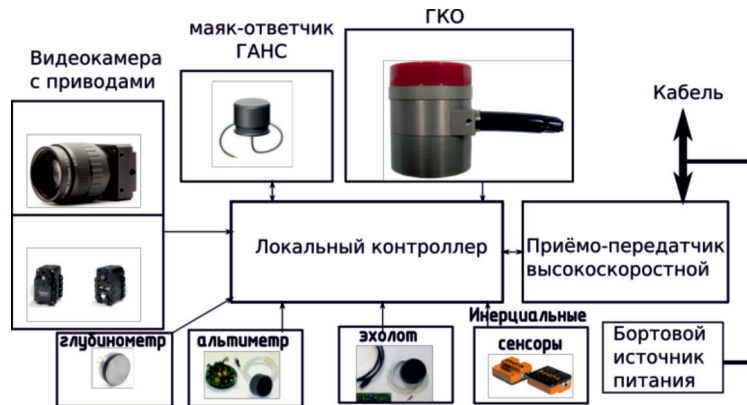 ГКО
маяк-ответчик
ГАНС
Видеокамера
с приводами
Кабель
Локальный контроллер
Приёмо-передатчик
высокоскоростной
глубинометр
альтиметр
эхолот
Инерциальные
сенсоры
Бортовой
источник
питания